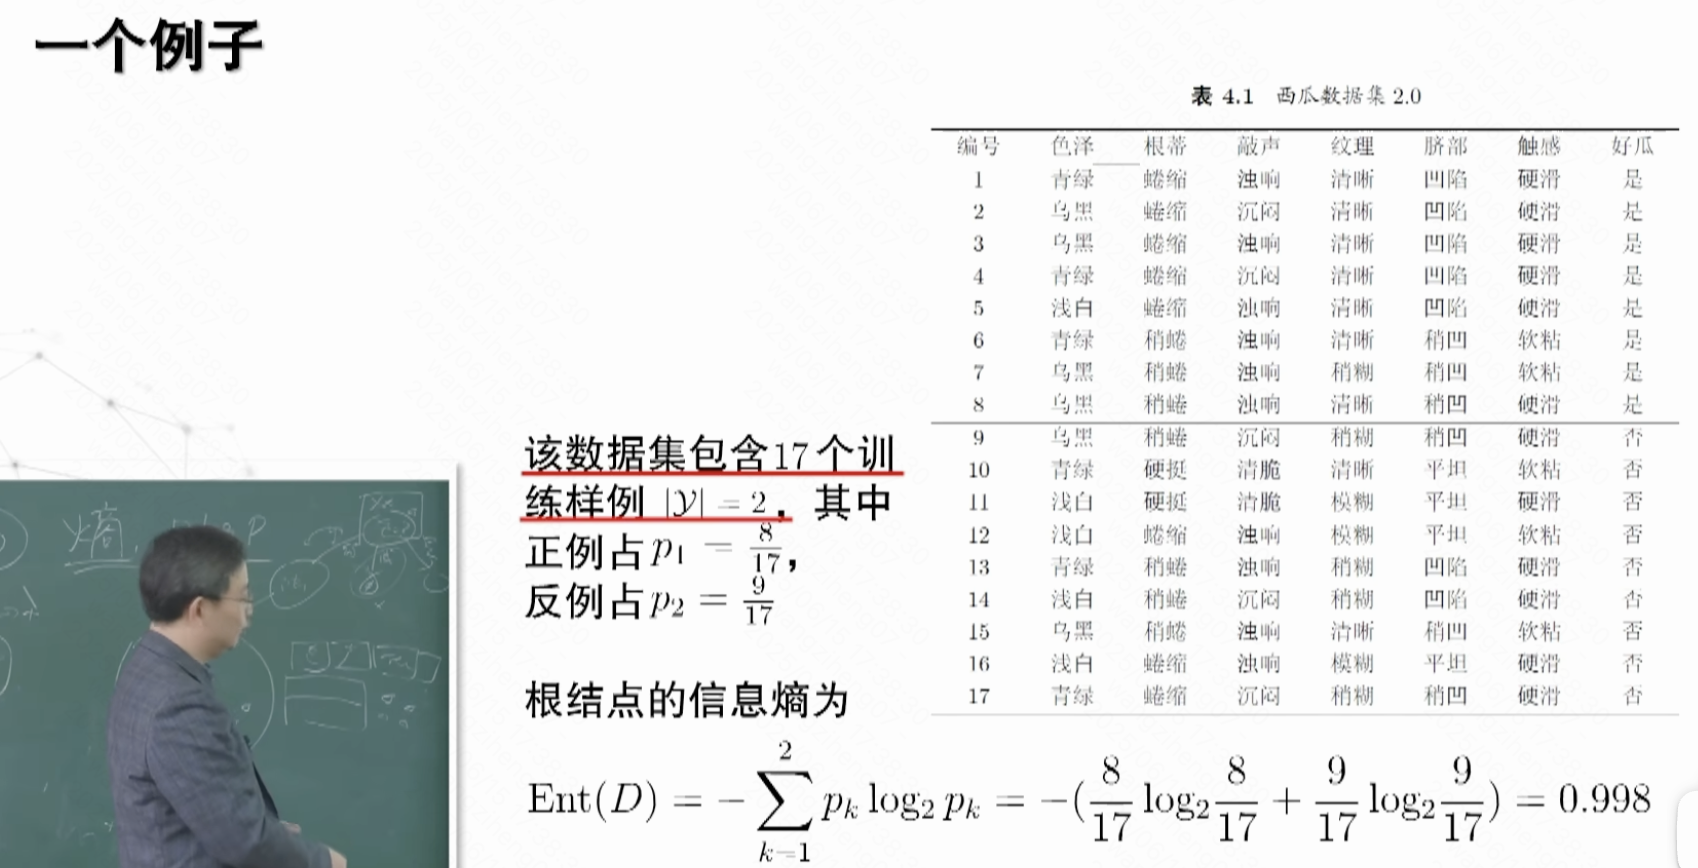 一个例子
表 4.1 西瓜数据集 2.0
编号 色泽 根蒂 敲声 纹理 脐部 触感 好瓜
1 青绿 蜷缩 浊响 清晰 凹陷 硬滑 是
2 乌黑 蜷缩 沉闷 清晰 凹陷 硬滑 是
3 乌黑 蜷缩 浊响 清晰 凹陷 硬滑 是
4 青绿 蜷缩 沉闷 清晰 凹陷 硬滑 是
5 浅白 蜷缩 浊响 清晰 凹陷 硬滑 是
6 青绿 稍蜷 浊响 清晰 稍凹 软粘 是
7 乌黑 稍蜷 浊响 稍糊 稍凹 软粘 是
8 乌黑 稍蜷 浊响 清晰 稍凹 硬滑 是
9 乌黑 稍蜷 沉闷 稍糊 稍凹 硬滑 否
10 青绿 硬挺 清脆 清晰 平坦 软粘 否
11 浅白 硬挺 清脆 模糊 平坦 硬滑 否
12 浅白 蜷缩 浊响 模糊 平坦 软粘 否
13 青绿 稍蜷 浊响 稍糊 凹陷 硬滑 否
14 浅白 稍蜷 沉闷 稍糊 凹陷 硬滑 否
15 乌黑 稍蜷 浊响 清晰 稍凹 软粘 否
16 浅白 蜷缩 浊响 模糊 平坦 硬滑 否
17 青绿 蜷缩 沉闷 稍糊 稍凹 硬滑 否
该数据集包含17个训
练样例 |𝒴| = 2，其中
正例占 p₁ = 8/17，
反例占 p₂ = 9/17
根结点的信息熵为
Ent(D) = − ∑_{k=1}^{2} p_k log₂ p_k = −(8/17 log₂ 8/17 + 9/17 log₂ 9/17) = 0.998
熵